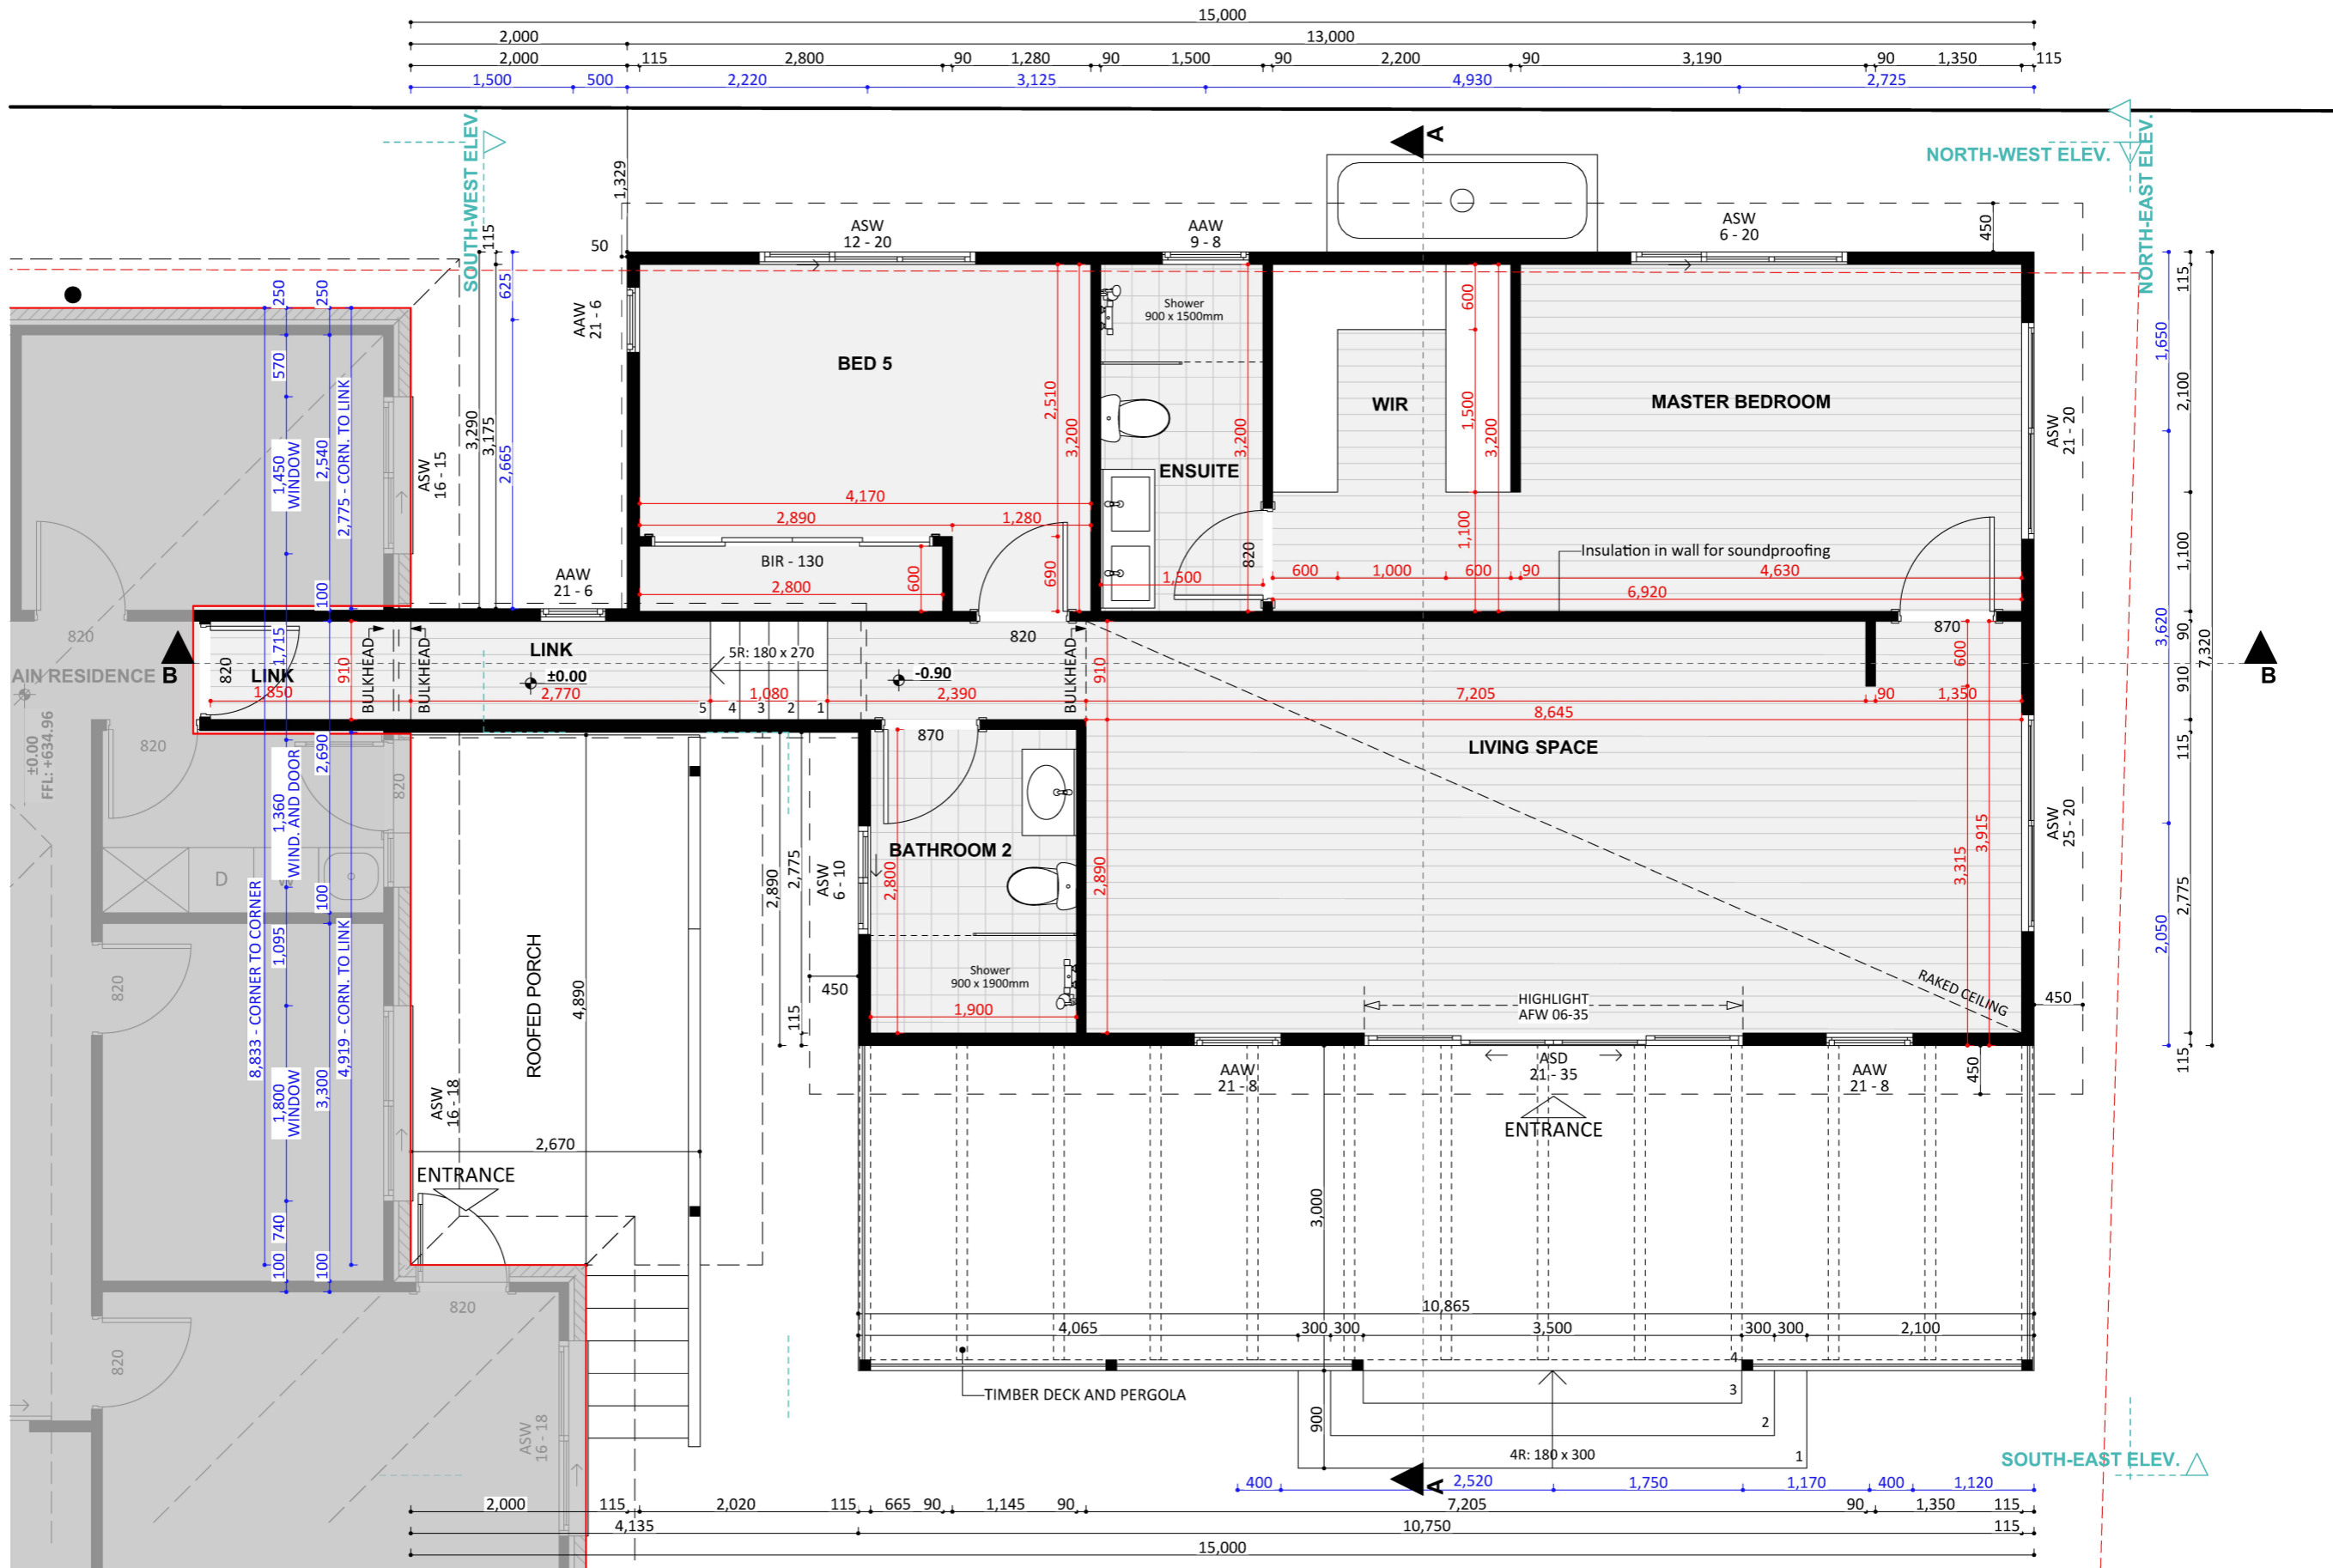 15,000
2,000
13,000
2,000
115
2,800
90
1,280
90
1,500
90
2,200
90
3,190
90
1,350
115
1,500
500
2,220
3,125
4,930
2,725
SOUTH-WEST ELEV.
1,329
A
NORTH-WEST ELEV.
NORTH-EAST ELEV.
50
ASW
12 - 20
AAW
9 - 8
ASW
6 - 20
450
115
3,290
3,175
625
2,665
AAW
21 - 6
BED 5
Shower
900 x 1500mm
ENSUITE
WIR
MASTER BEDROOM
600
1,500
3,200
1,100
2,510
3,200
3,200
690
4,170
2,890
1,280
BIR - 130
2,800
600
820
1,500
Insulation in wall for soundproofing
600
1,000
600
90
4,630
6,920
ASW
21 - 20
115
1,650
2,100
1,100
3,620
90
7,320
910
115
2,775
2,050
115
250
250
570
1,450
WINDOW
2,540
2,775 - CORN. TO LINK
100
ASW
16 - 15
AAW
21 - 6
820
AIN RESIDENCE
B
820
LINK
1,850
1,715
910
BULKHEAD
BULKHEAD
LINK
±0.00
2,770
5R: 180 x 270
5
4
3
2
1
1,080
-0.90
2,390
820
BULKHEAD
910
7,205
90
1,350
8,645
870
600
B
±0.00
FFL: +634.96
820
2,690
820
1,360
WIND. AND DOOR
D
100
8,833 - CORNER TO CORNER
1,095
4,919 - CORN. TO LINK
820
1,800
WINDOW
3,300
740
100
100
ROOFED PORCH
4,890
2,890
2,775
115
ASW
6 - 10
450
870
BATHROOM 2
2,800
2,890
Shower
900 x 1900mm
1,900
LIVING SPACE
3,315
3,915
ASW
25 - 20
RAKED CEILING
450
HIGHLIGHT
AFW 06-35
AAW
21 - 8
ASD
21 - 35
AAW
21 - 8
450
ENTRANCE
ASW
16 - 18
2,670
ENTRANCE
3,000
820
820
ASW
16 - 18
10,865
4,065
300
300
3,500
300
300
2,100
4
3
2
1
TIMBER DECK AND PERGOLA
900
4R: 180 x 300
SOUTH-EAST ELEV.
400
A
2,520
1,750
1,170
400
1,120
2,000
115
2,020
115
665
90
1,145
90
7,205
90
1,350
115
4,135
10,750
115
15,000